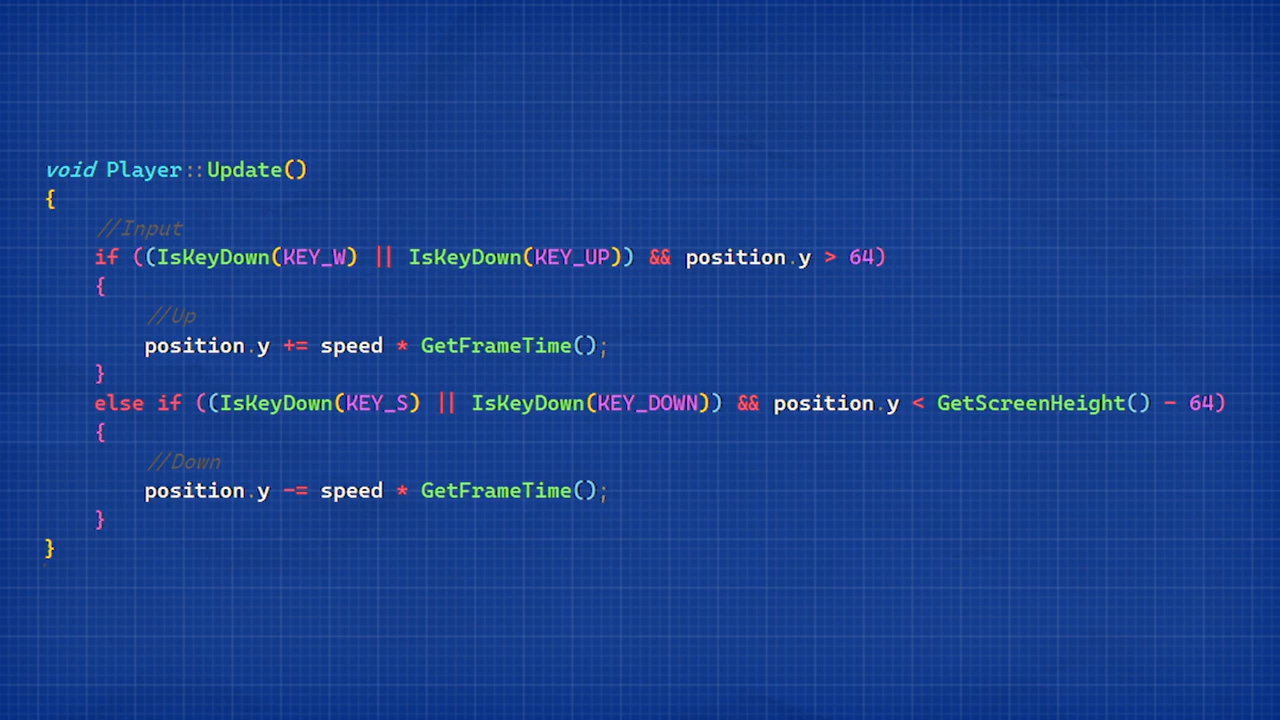 void Player::Update()
{
//Input
if ((IsKeyDown(KEY_W) || IsKeyDown(KEY_UP)) && position.y > 64)
{
//Up
position.y += speed * GetFrameTime();
}
else if ((IsKeyDown(KEY_S) || IsKeyDown(KEY_DOWN)) && position.y < GetScreenHeight() - 64)
{
//Down
position.y -= speed * GetFrameTime();
}
}